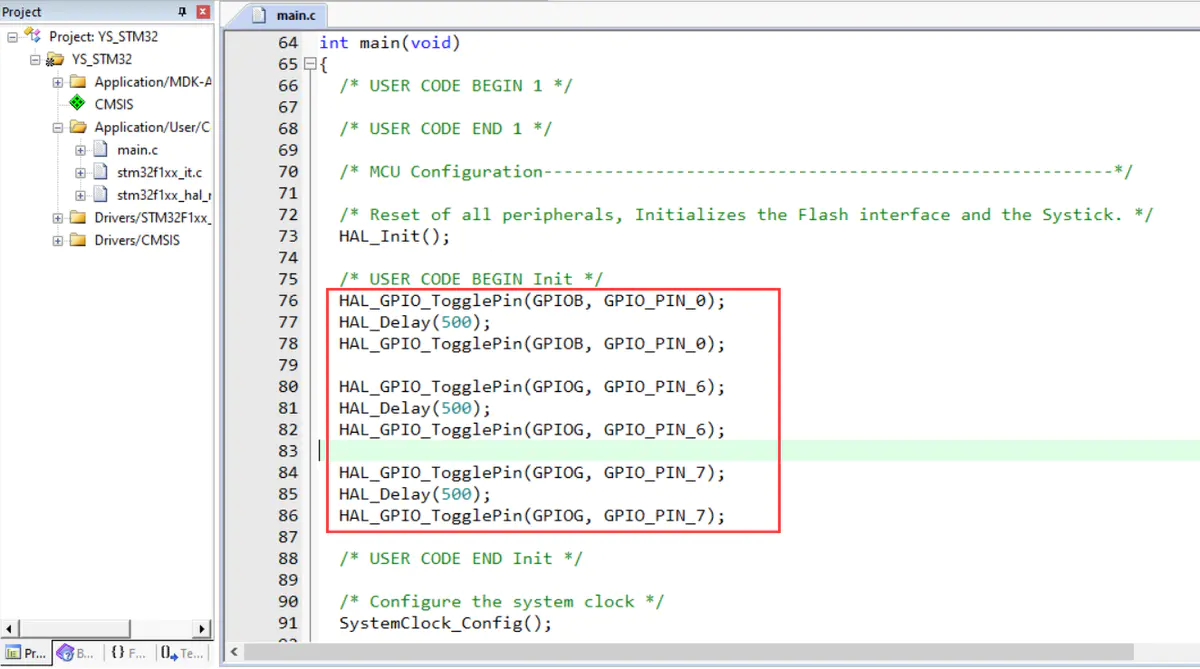 Project
main.c
Project: YS_STM32
YS_STM32
Application/MDK-A
CMSIS
Application/User/C
main.c
stm32f1xx_it.c
stm32f1xx_hal_r
Drivers/STM32F1xx_
Drivers/CMSIS
Pr...
B...
{} F...
Te...
64 int main(void)
65 {
66 /* USER CODE BEGIN 1 */
67
68 /* USER CODE END 1 */
69
70 /* MCU Configuration--------------------------------------------------------*/
71
72 /* Reset of all peripherals, Initializes the Flash interface and the Systick. */
73 HAL_Init();
74
75 /* USER CODE BEGIN Init */
76 HAL_GPIO_TogglePin(GPIOB, GPIO_PIN_0);
77 HAL_Delay(500);
78 HAL_GPIO_TogglePin(GPIOB, GPIO_PIN_0);
79
80 HAL_GPIO_TogglePin(GPIOG, GPIO_PIN_6);
81 HAL_Delay(500);
82 HAL_GPIO_TogglePin(GPIOG, GPIO_PIN_6);
83
84 HAL_GPIO_TogglePin(GPIOG, GPIO_PIN_7);
85 HAL_Delay(500);
86 HAL_GPIO_TogglePin(GPIOG, GPIO_PIN_7);
87
88 /* USER CODE END Init */
89
90 /* Configure the system clock */
91 SystemClock_Config();